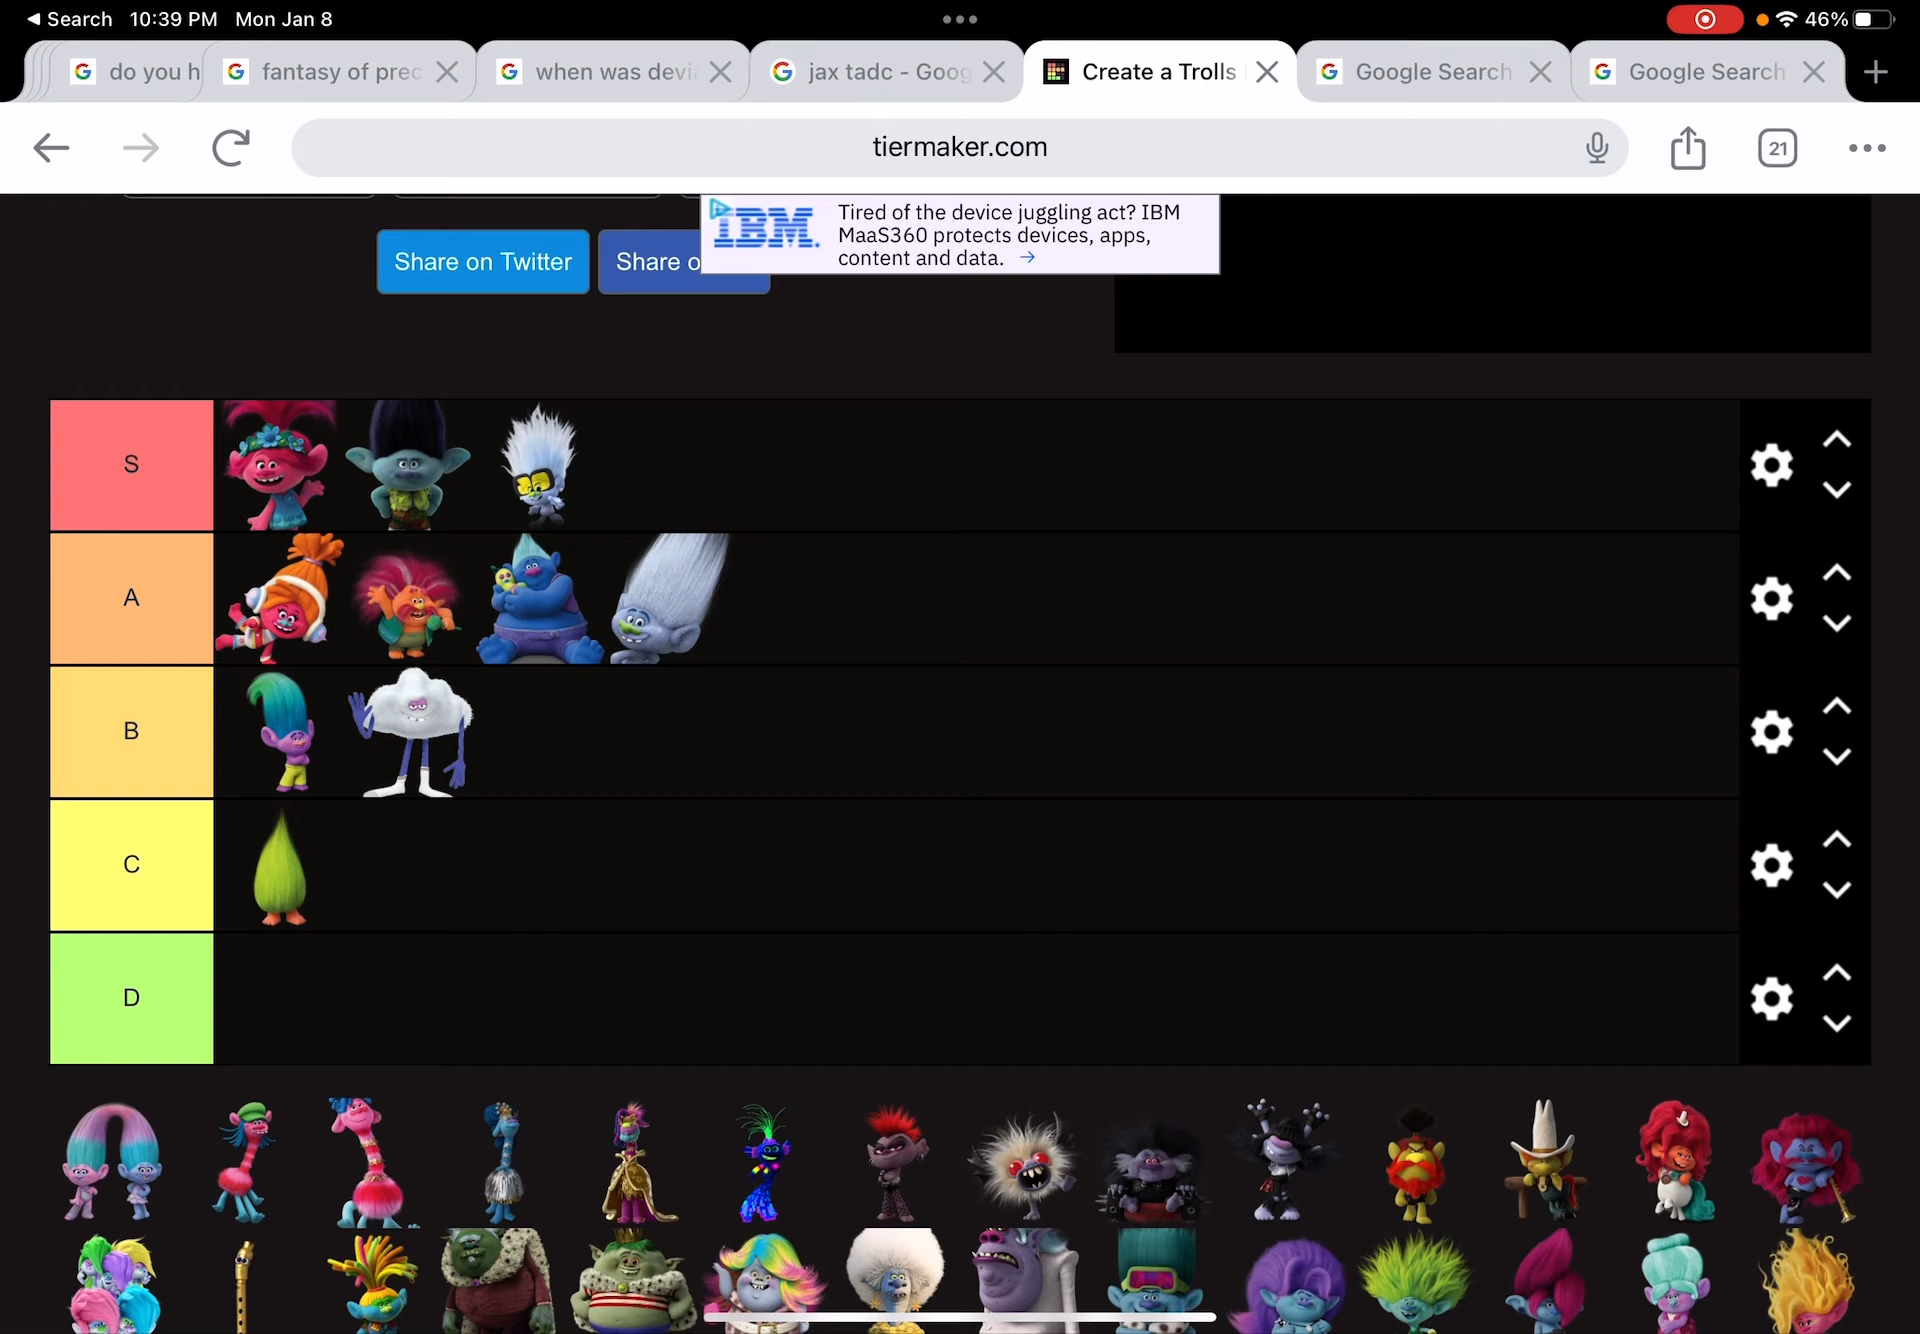 Search 10:39 PM Mon Jan 8
46%
do you h
fantasy of prec
when was devi
jax tadc - Goog
Create a Trolls
Google Search
Google Search
tiermaker.com
21
IBM.
Tired of the device juggling act? IBM
MaaS360 protects devices, apps,
content and data. →
Share on Twitter
Share o
S
A
B
C
D